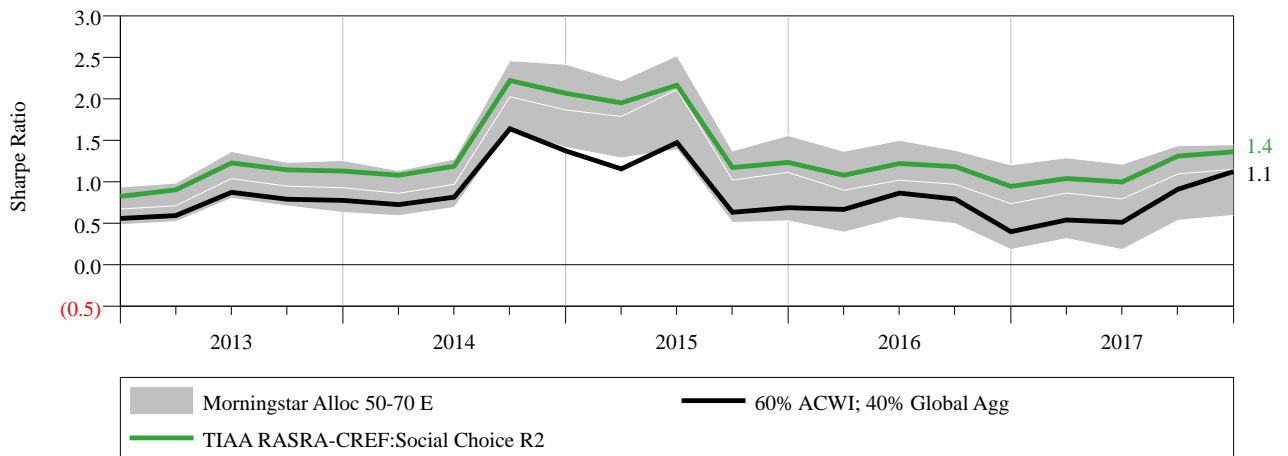 3.0
2.5
2.0
1.5
1.0
0.5
0.0
(0.5)
Sharpe Ratio
1.4
1.1
2013 2014 2015 2016 2017
Morningstar Alloc 50-70 E 60% ACWI; 40% Global Agg
TIAA RASRA-CREF:Social Choice R2